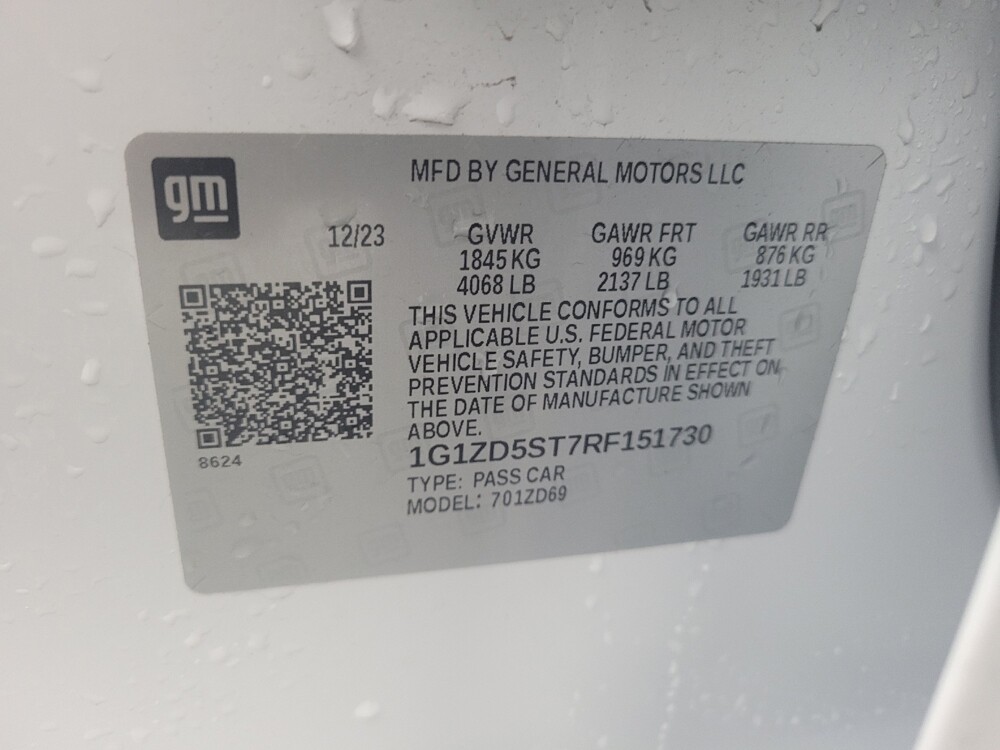 gm
MFD BY GENERAL MOTORS LLC
12/23
GVWR GAWR FRT GAWR RR
1845 KG 969 KG 876 KG
4068 LB 2137 LB 1931 LB
THIS VEHICLE CONFORMS TO ALL
APPLICABLE U.S. FEDERAL MOTOR
VEHICLE SAFETY, BUMPER, AND THEFT
PREVENTION STANDARDS IN EFFECT ON
THE DATE OF MANUFACTURE SHOWN
ABOVE.
8624
1G1ZD5ST7RF151730
TYPE: PASS CAR
MODEL: 701ZD69